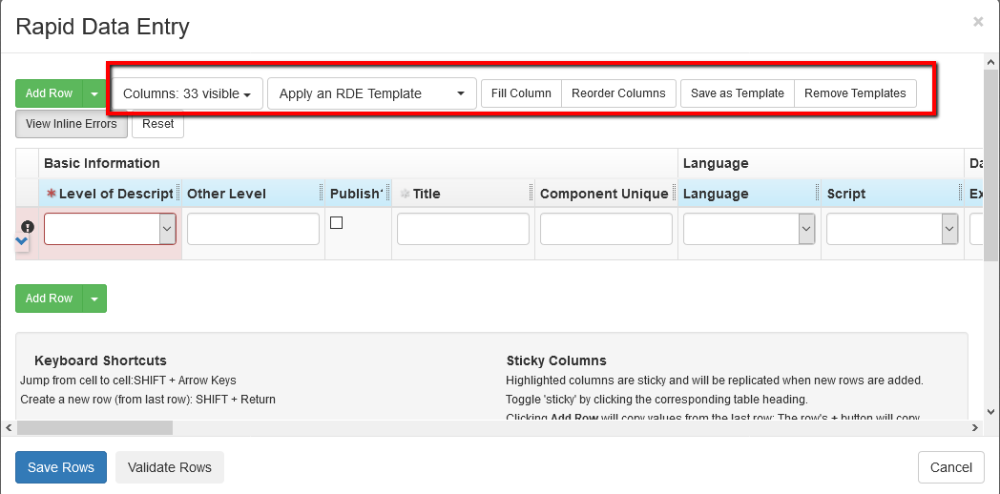 Rapid Data Entry ×
Add Row Columns: 33 visible Apply an RDE Template Fill Column Reorder Columns Save as Template Remove Templates
View Inline Errors Reset
Basic Information Language Da
* Level of Descript Other Level Publish Title Component Unique Language Script Ex
Add Row
Keyboard Shortcuts
Jump from cell to cell:SHIFT + Arrow Keys
Create a new row (from last row): SHIFT + Return
Sticky Columns
Highlighted columns are sticky and will be replicated when new rows are added.
Toggle 'sticky' by clicking the corresponding table heading.
Clicking Add Row will copy values from the last row; The row's + button will copy
Save Rows Validate Rows Cancel